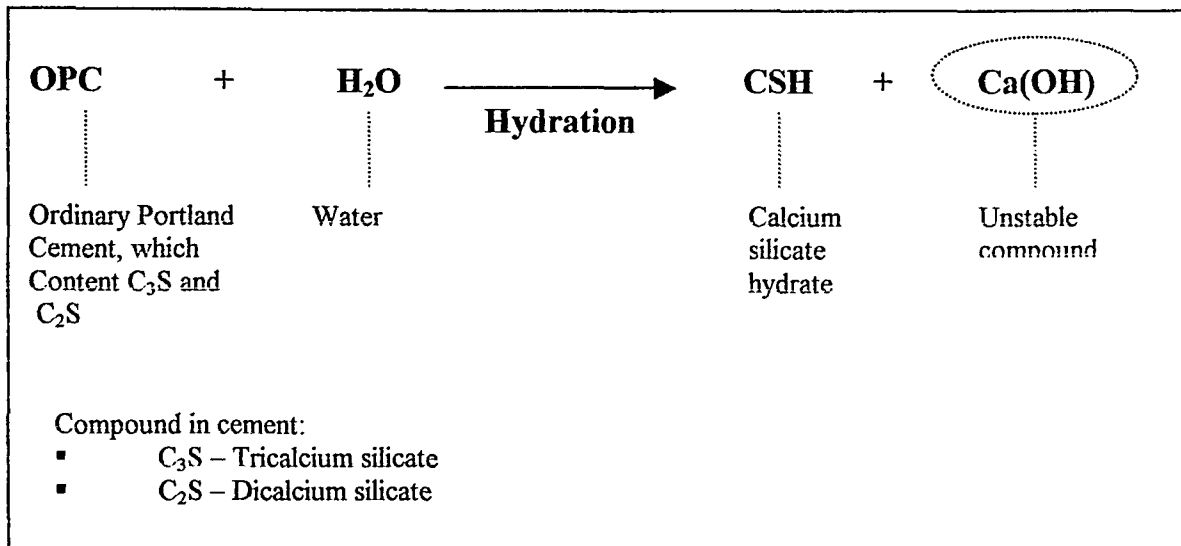 OPC + H₂O CSH + Ca(OH)
Hydration
Ordinary Portland
Cement, which
Content C₃S and
C₂S
Water
Calcium
silicate
hydrate
Unstable
compound
Compound in cement:
▪ C₃S – Tricalcium silicate
▪ C₂S – Dicalcium silicate